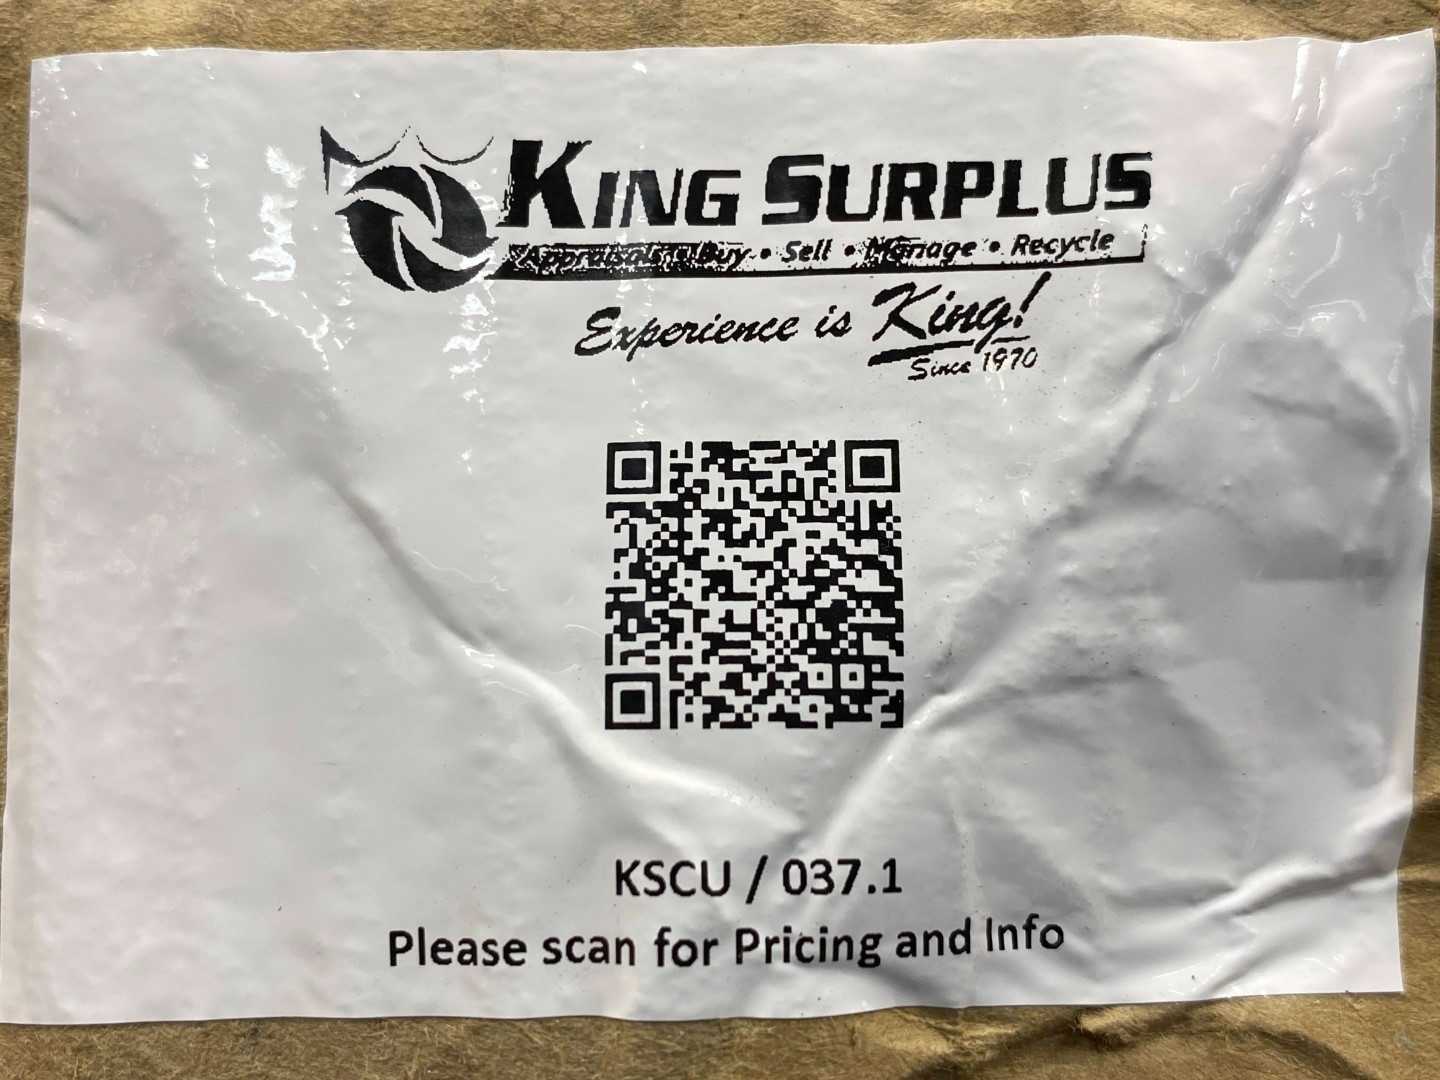 KING SURPLUS
Appraisals • Buy • Sell • Manage • Recycle
Experience is King!
Since 1970
KSCU / 037.1
Please scan for Pricing and Info